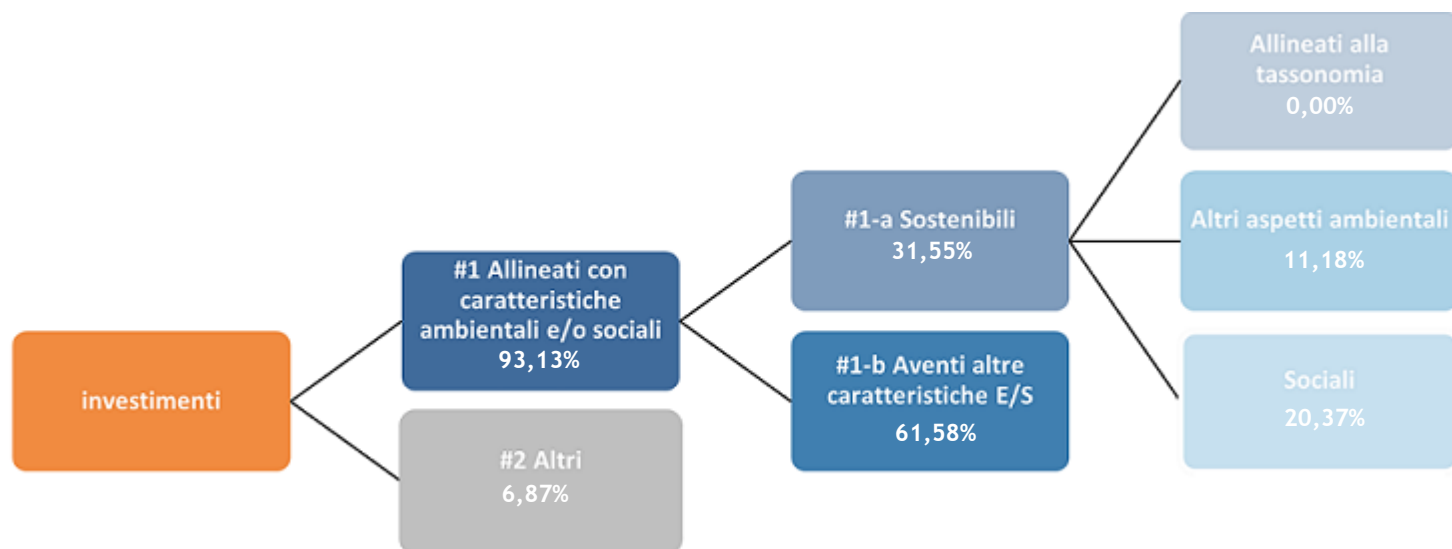 investimenti
#1 Allineati con
caratteristiche
ambientali e/o sociali
93,13%
#2 Altri
6,87%
#1-a Sostenibili
31,55%
#1-b Aventi altre
caratteristiche E/S
61,58%
Allineati alla
tassonomia
0,00%
Altri aspetti ambientali
11,18%
Sociali
20,37%